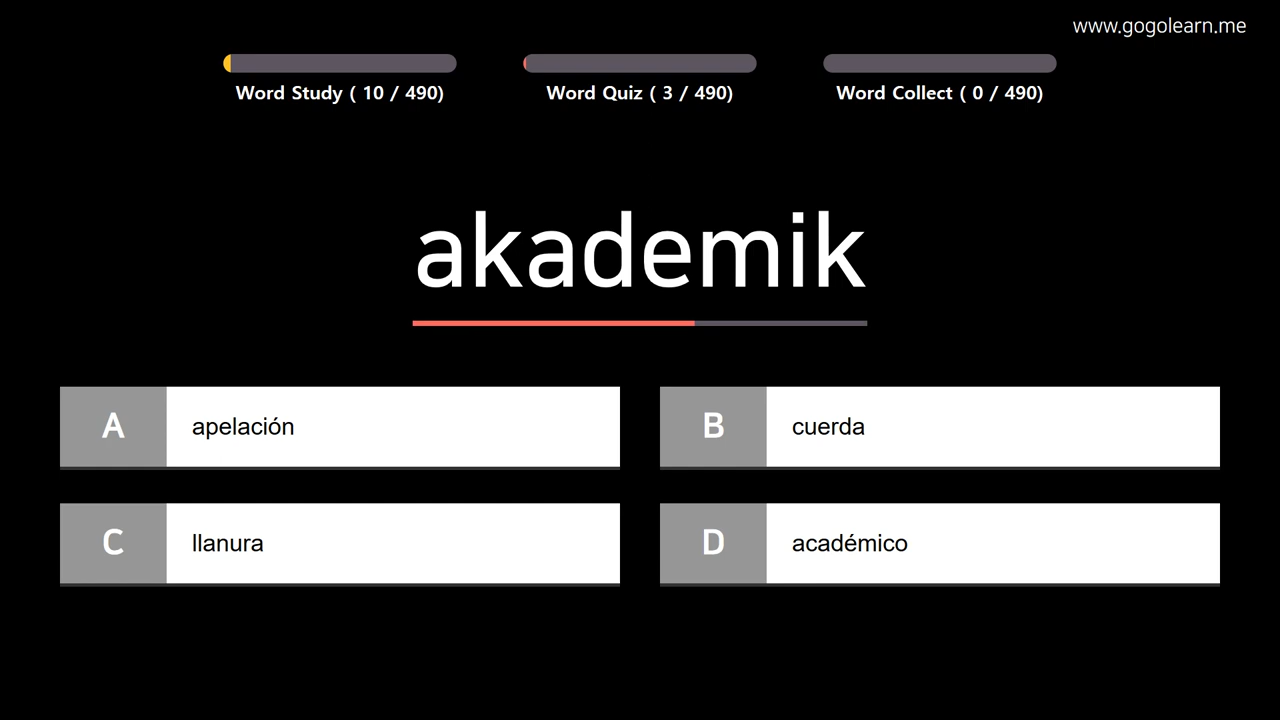 www.gogolearn.me
Word Study ( 10 / 490)
Word Quiz ( 3 / 490)
Word Collect ( 0 / 490)
akademik
A apelación
B cuerda
C llanura
D académico